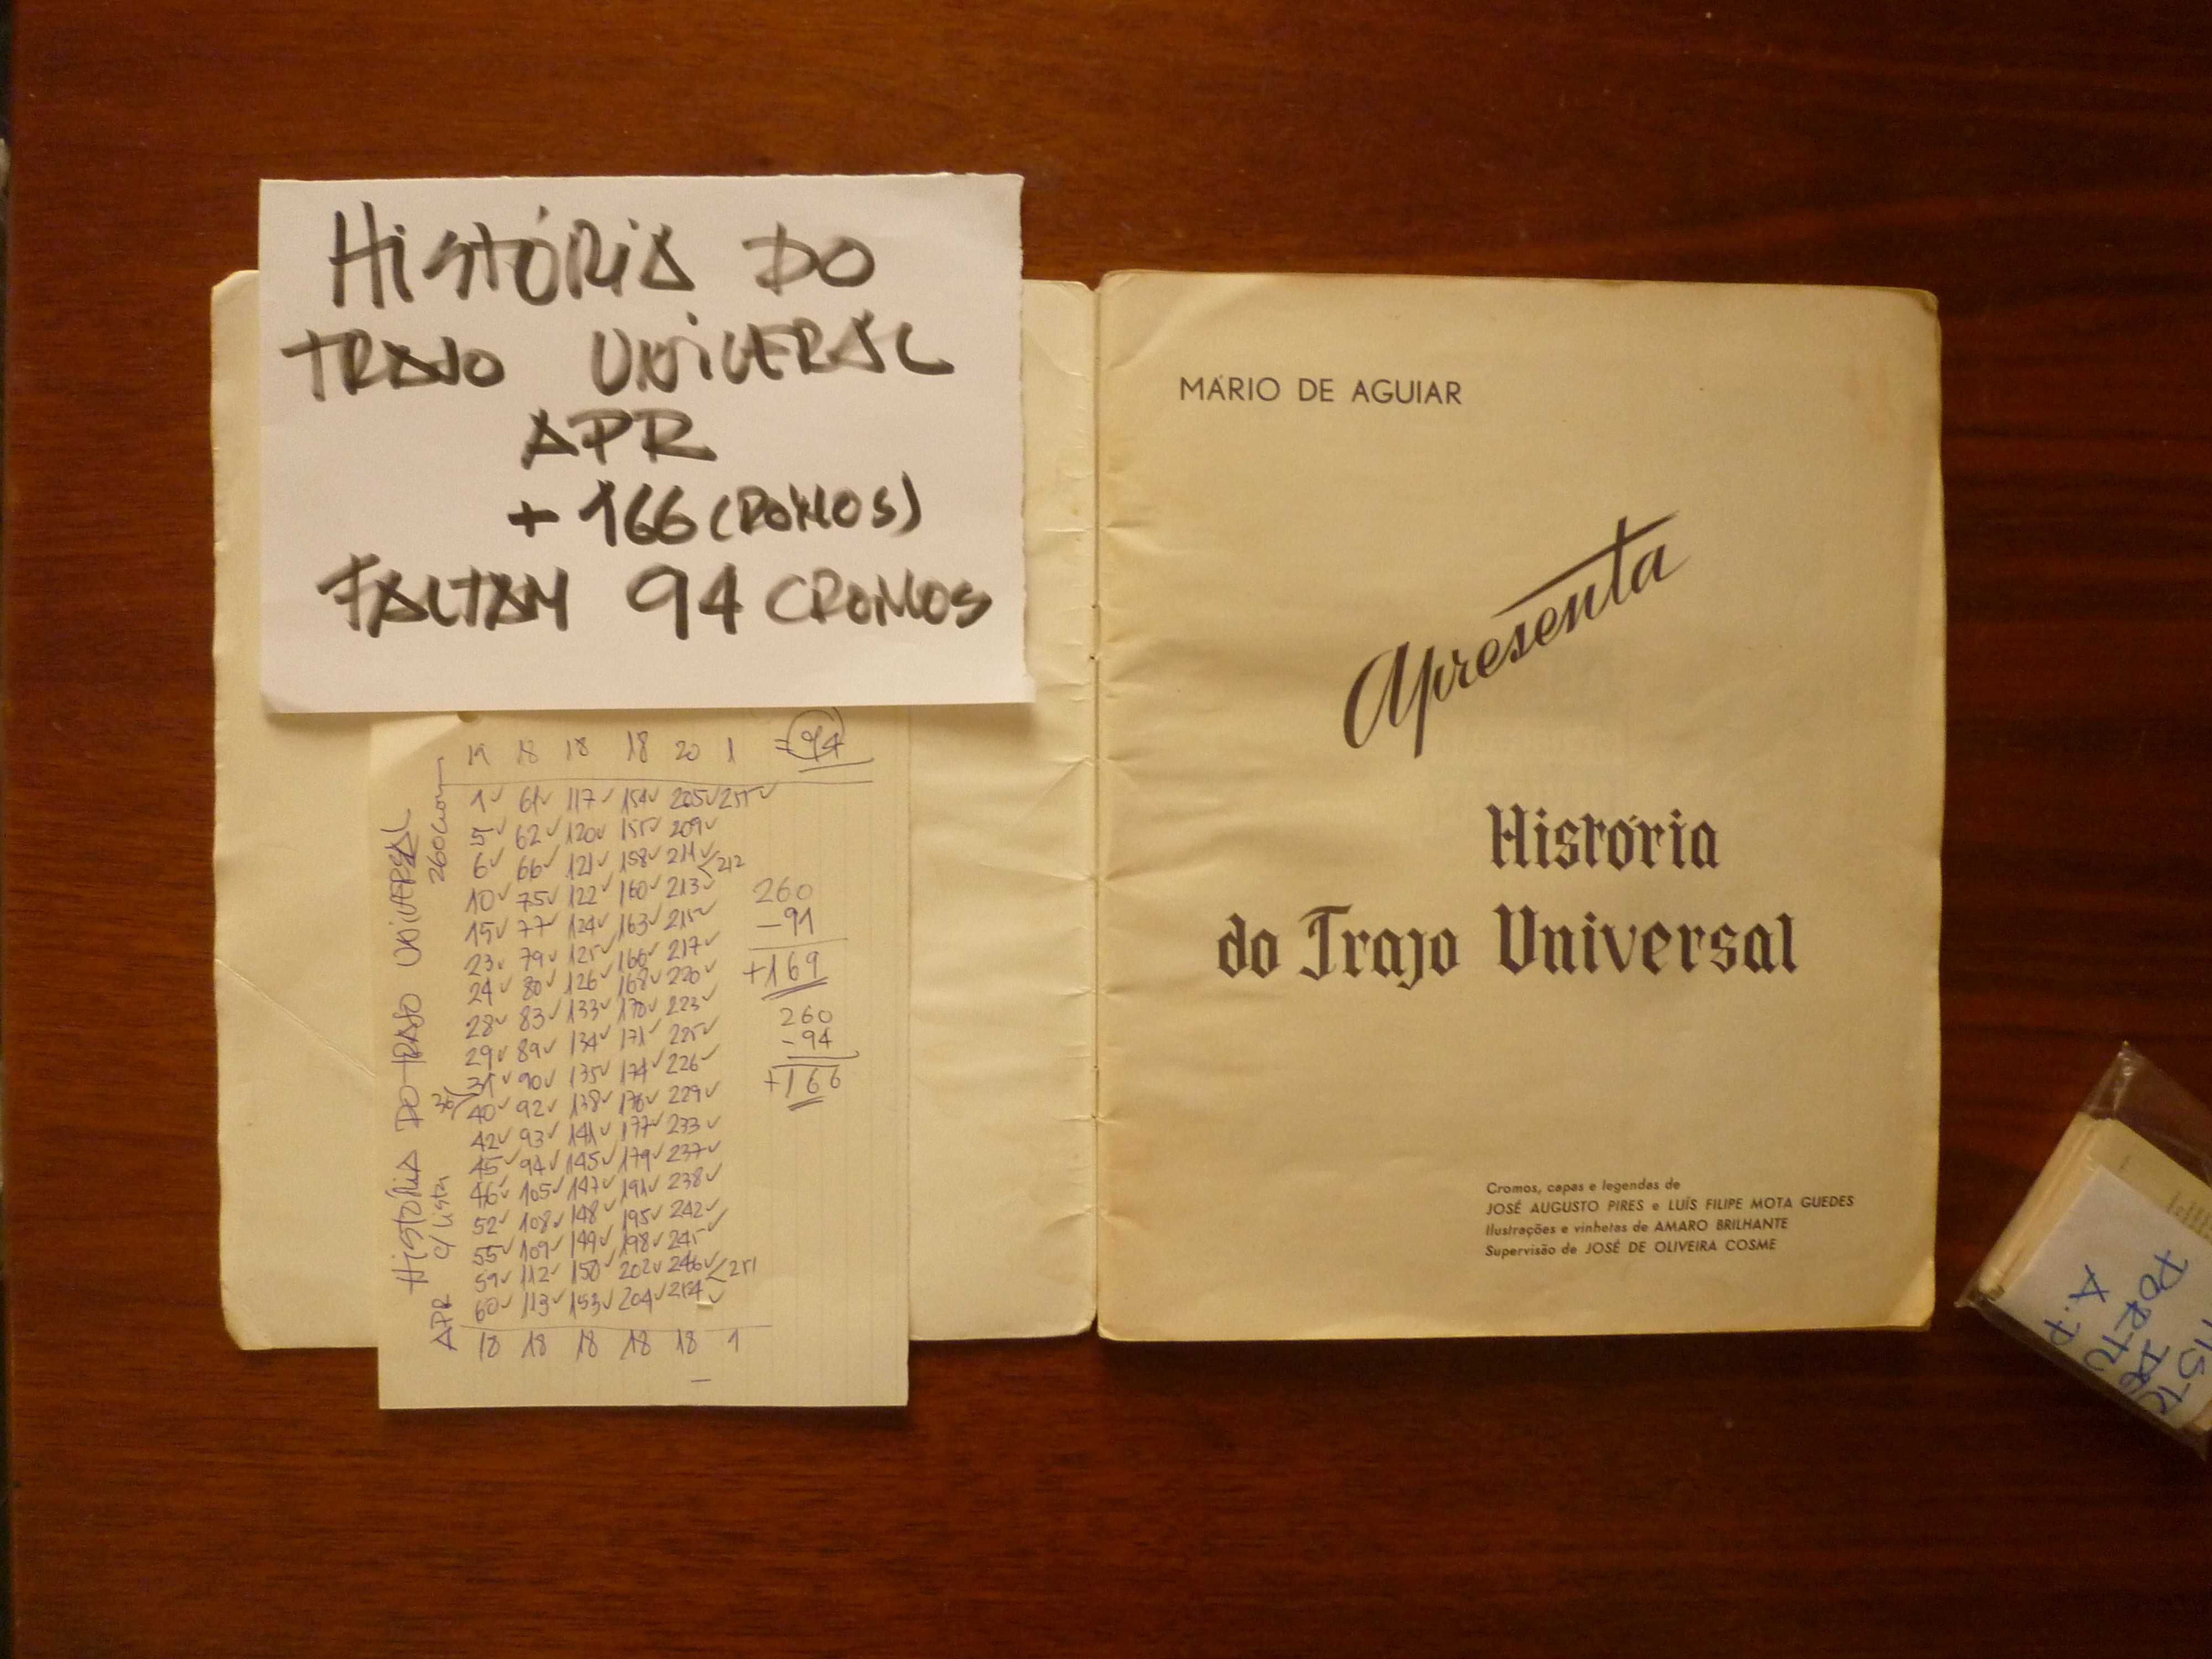 HISTÓRIA DO
TRAJO UNIVERAL
APR
+ 166 CROMOS)
FALTAM 94 CROMOS
19 18 18 18 20 1 =94
1 61 117 154 205 255
5 62 120 155 209
6 66 121 158 211 212
10 75 122 160 213
15 77 124 163 215
23 79 125 166 217
24 80 126 168 220
28 83 133 170 223
29 89 134 171 225
31 90 135 174 226
36
40 92 138 176 229
42 93 141 177 233
45 94 145 179 237
46 105 147 191 238
52 108 148 195 242
55 109 149 198 245
59 112 150 202 246 251
60 113 153 204 254
18 18 18 18 18 1
260
-91
+169
260
-94
+166
HISTÓRIA DO TRAJO UNIVERSAL
APR c/ lista
260 crom
MÁRIO DE AGUIAR
Apresenta
História
do Trajo Universal
Cromos, capas e legendas de
JOSÉ AUGUSTO PIRES e LUÍS FILIPE MOTA GUEDES
Ilustrações e vinhetas de AMARO BRILHANTE
Supervisão de JOSÉ DE OLIVEIRA COSME